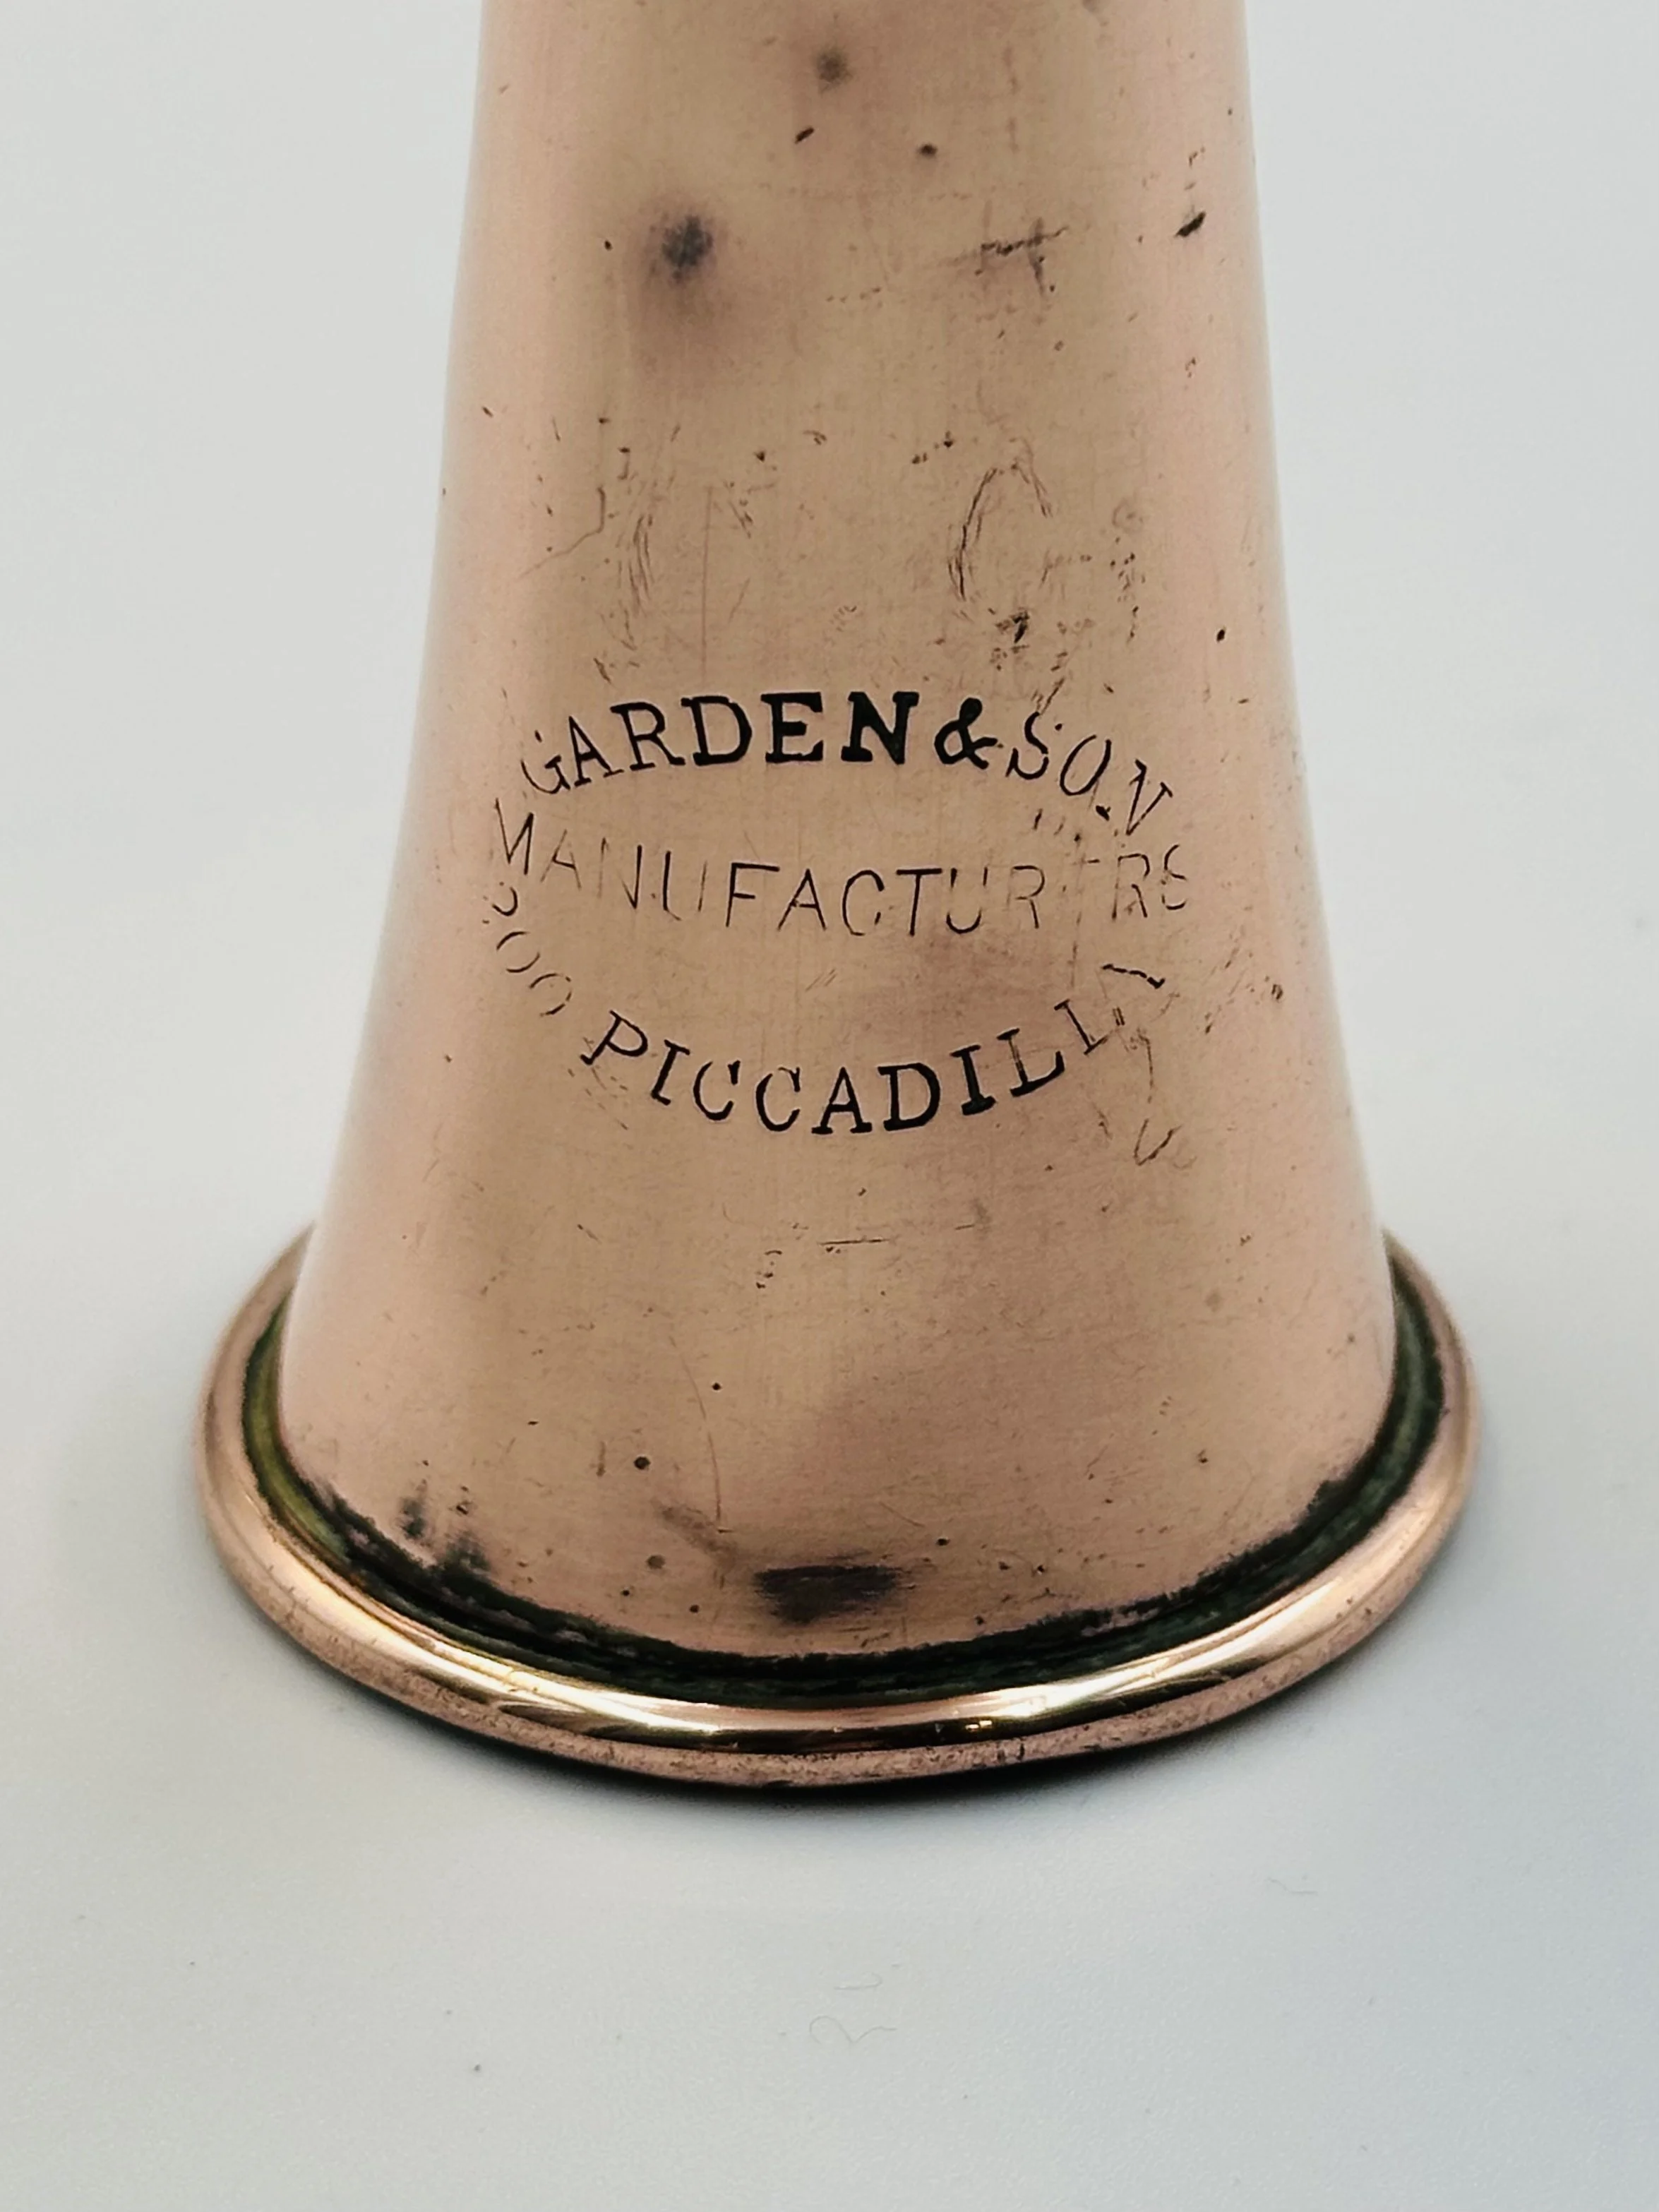 GARDEN & SON
MANUFACTURERS
200 PICCADILLY